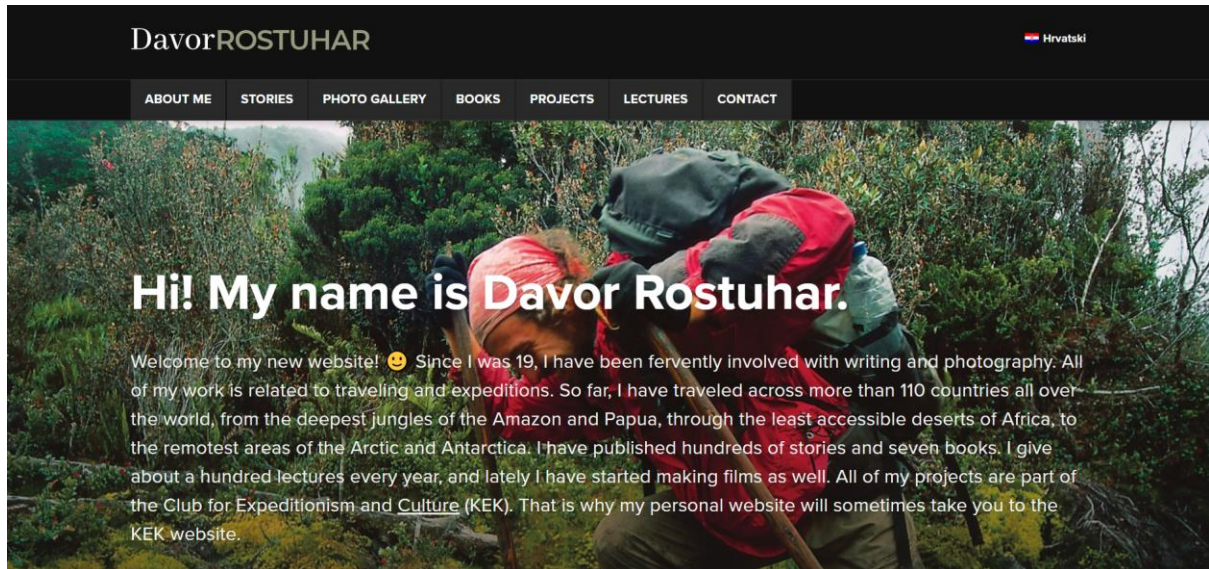 DavorROSTUHAR
Hrvatski
ABOUT ME STORIES PHOTO GALLERY BOOKS PROJECTS LECTURES CONTACT
Hi! My name is Davor Rostuhar.
Welcome to my new website! 🙂 Since I was 19, I have been fervently involved with writing and photography. All
of my work is related to traveling and expeditions. So far, I have traveled across more than 110 countries all over
the world, from the deepest jungles of the Amazon and Papua, through the least accessible deserts of Africa, to
the remotest areas of the Arctic and Antarctica. I have published hundreds of stories and seven books. I give
about a hundred lectures every year, and lately I have started making films as well. All of my projects are part of
the Club for Expeditionism and Culture (KEK). That is why my personal website will sometimes take you to the
KEK website.